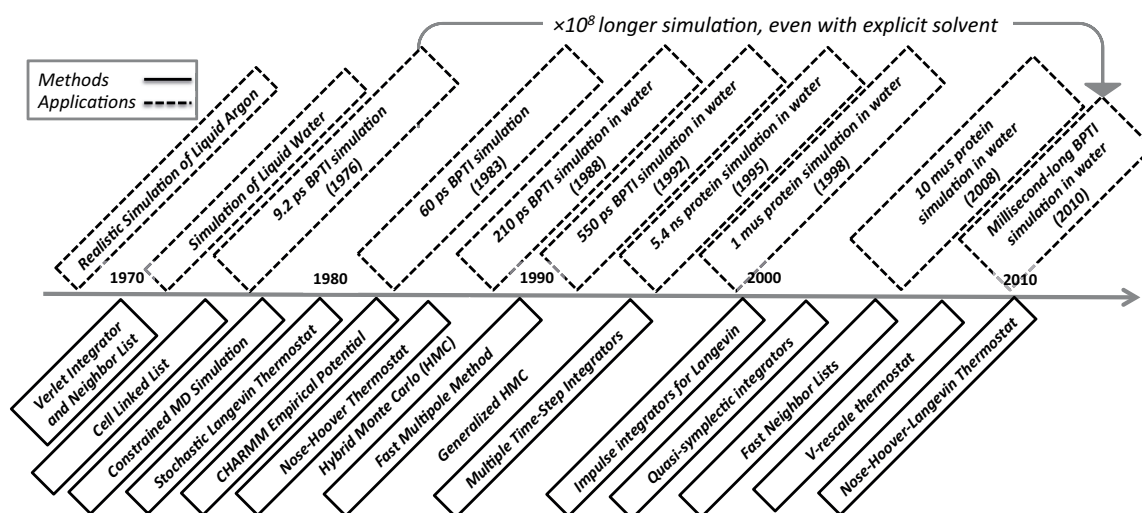 ×10⁸ longer simulation, even with explicit solvent
Methods
Applications
Realistic Simulation of Liquid Argon
Simulation of Liquid Water
9.2 ps BPTI simulation
(1976)
60 ps BPTI simulation
(1983)
210 ps BPTI simulation in water
(1988)
550 ps BPTI simulation in water
(1992)
5.4 ns protein simulation in water
(1995)
1 mus protein simulation in water
(1998)
10 mus protein
simulation in water
(2008)
Millisecond-long BPTI
simulation in water
(2010)
1970
1980
1990
2000
2010
Verlet Integrator
and Neighbor List
Cell Linked List
Constrained MD Simulation
Stochastic Langevin Thermostat
CHARMM Empirical Potential
Nose-Hoover Thermostat
Hybrid Monte Carlo (HMC)
Fast Multipole Method
Generalized HMC
Multiple Time-Step Integrators
Impulse integrators for Langevin
Quasi-symplectic integrators
Fast Neighbor Lists
V-rescale thermostat
Nose-Hoover-Langevin Thermostat